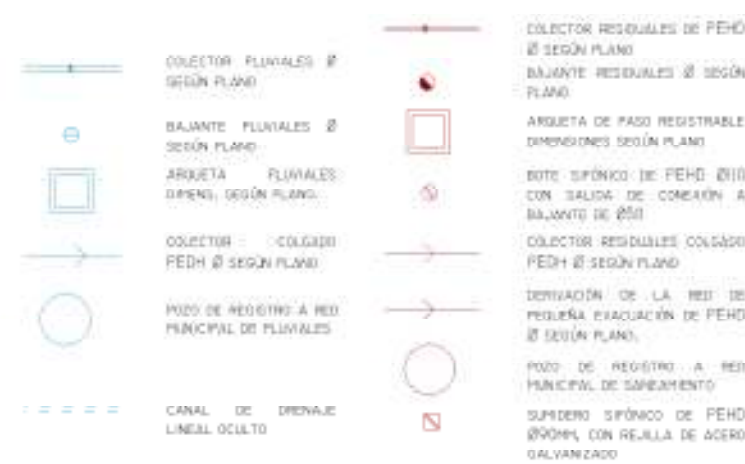 COLECTOR PLUVIALES Ø
SEGÚN PLANO
BAJANTE PLUVIALES Ø
SEGÚN PLANO
ARQUETA PLUVIALES
DIMENS. SEGÚN PLANO.
COLECTOR COLGADO
PEDH Ø SEGÚN PLANO
POZO DE REGISTRO A RED
MUNICIPAL DE PLUVIALES
CANAL DE DRENAJE
LINEAL OCULTO
COLECTOR RESIDUALES DE PEHD
Ø SEGÚN PLANO
BAJANTE RESIDUALES Ø SEGÚN
PLANO
ARQUETA DE PASO REGISTRABLE
DIMENSIONES SEGÚN PLANO
BOTE SIFÓNICO DE PEHD Ø110
CON SALIDA DE CONEXIÓN A
BAJANTE DE Ø50
COLECTOR RESIDUALES COLGADO
PEDH Ø SEGÚN PLANO
DERIVACIÓN DE LA RED DE
PEQUEÑA EVACUACIÓN DE PEHD
Ø SEGÚN PLANO.
POZO DE REGISTRO A RED
MUNICIPAL DE SANEAMIENTO
SUMIDERO SIFÓNICO DE PEHD
Ø90MM, CON REJILLA DE ACERO
GALVANIZADO